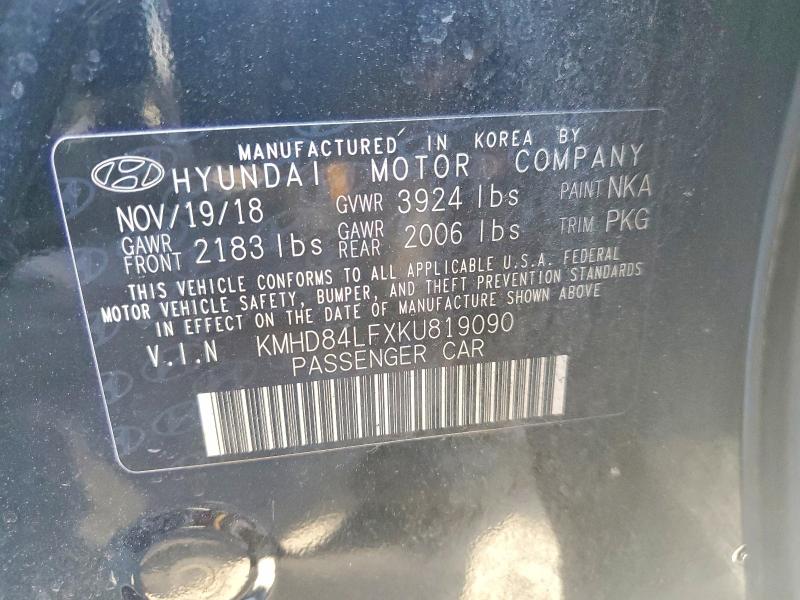 MANUFACTURED IN KOREA BY
HYUNDAI MOTOR COMPANY
NOV/19/18 GVWR 3924 lbs PAINT NKA
GAWR FRONT 2183 lbs GAWR REAR 2006 lbs TRIM PKG
THIS VEHICLE CONFORMS TO ALL APPLICABLE U.S.A. FEDERAL
MOTOR VEHICLE SAFETY, BUMPER, AND THEFT PREVENTION STANDARDS
IN EFFECT ON THE DATE OF MANUFACTURE SHOWN ABOVE
V.I.N KMHD84LFXKU819090
PASSENGER CAR